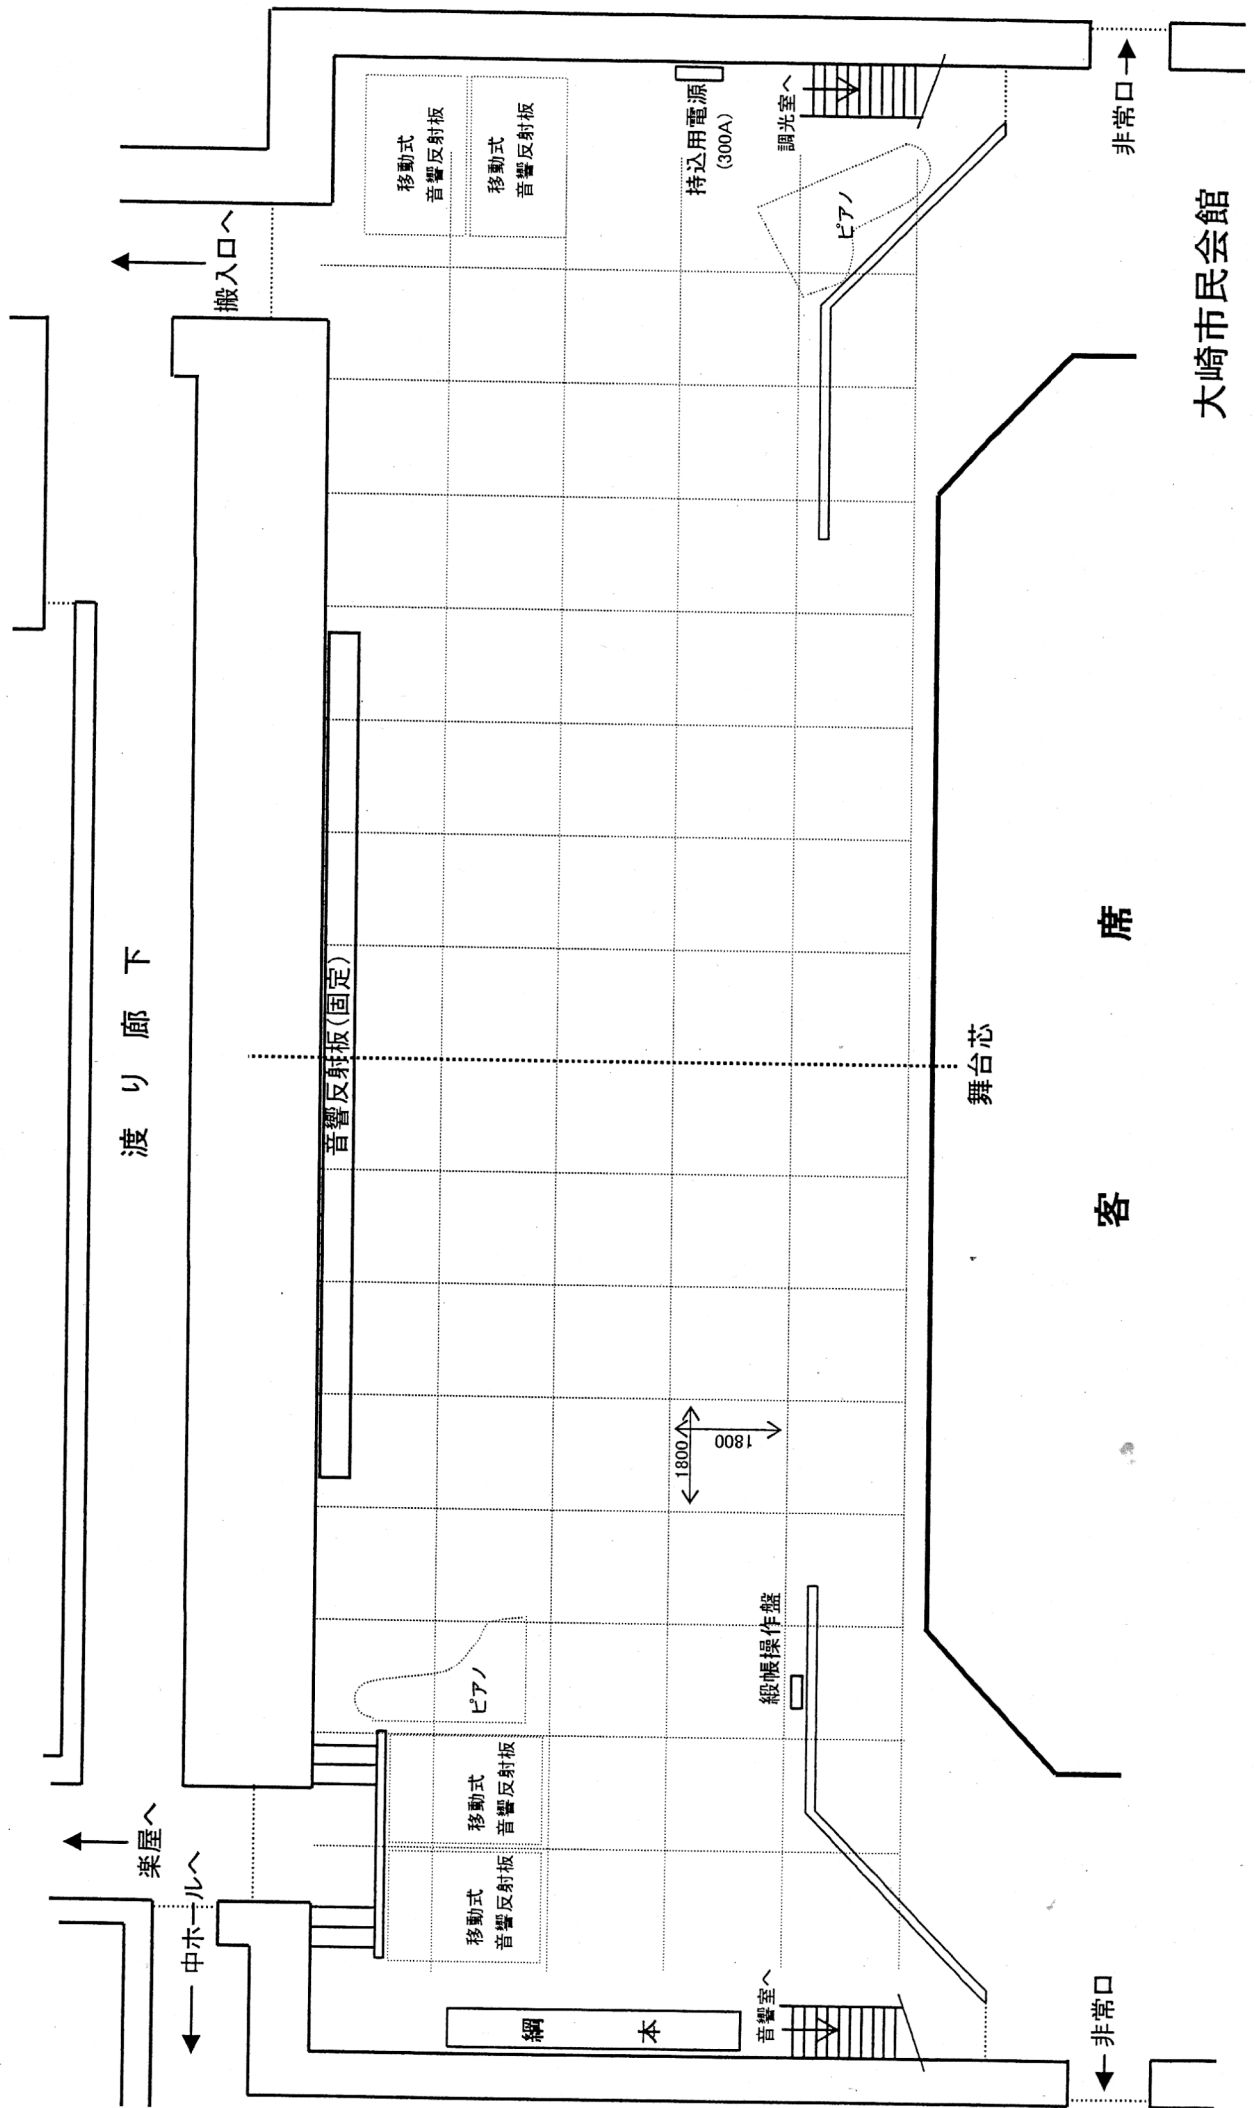 渡り廊下
楽屋へ
中ホールへ
搬入口へ
音響反射板(固定)
移動式
音響反射板
移動式
音響反射板
ピアノ
移動式
音響反射板
移動式
音響反射板
綱本
持込用電源
(300A)
1800
1800
緞帳操作盤
音響室へ
調光室へ
ピアノ
舞台芯
客席
非常口
非常口
大崎市民会館